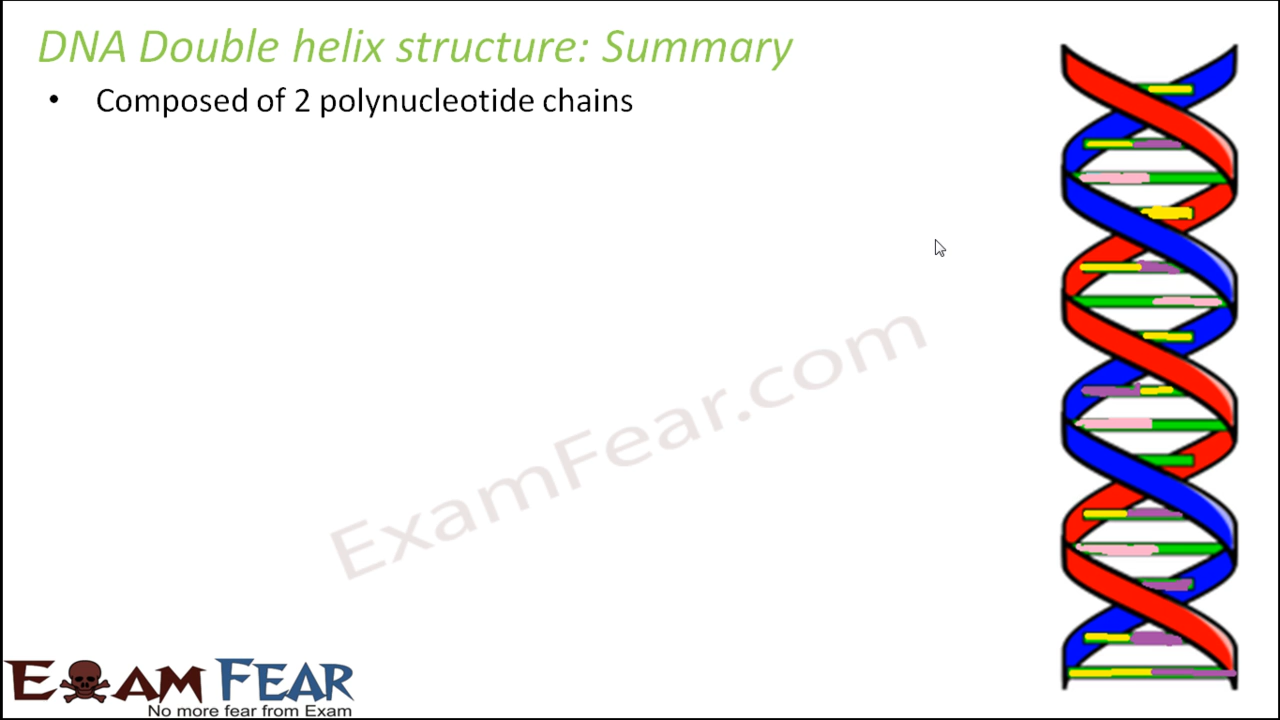 DNA Double helix structure: Summary
• Composed of 2 polynucleotide chains
ExamFear.com
EXAM FEAR
No more fear from Exam